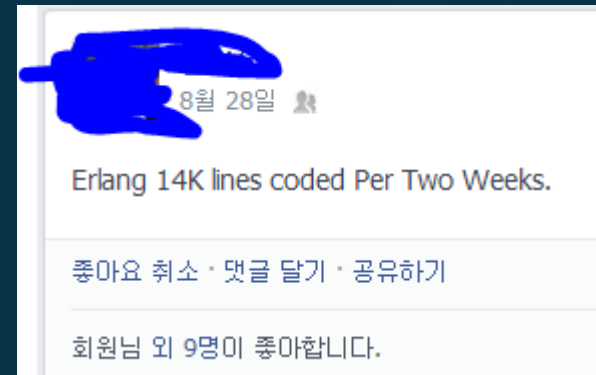 8월 28일
Erlang 14K lines coded Per Two Weeks.
좋아요 취소 · 댓글 달기 · 공유하기
회원님 외 9명이 좋아합니다.